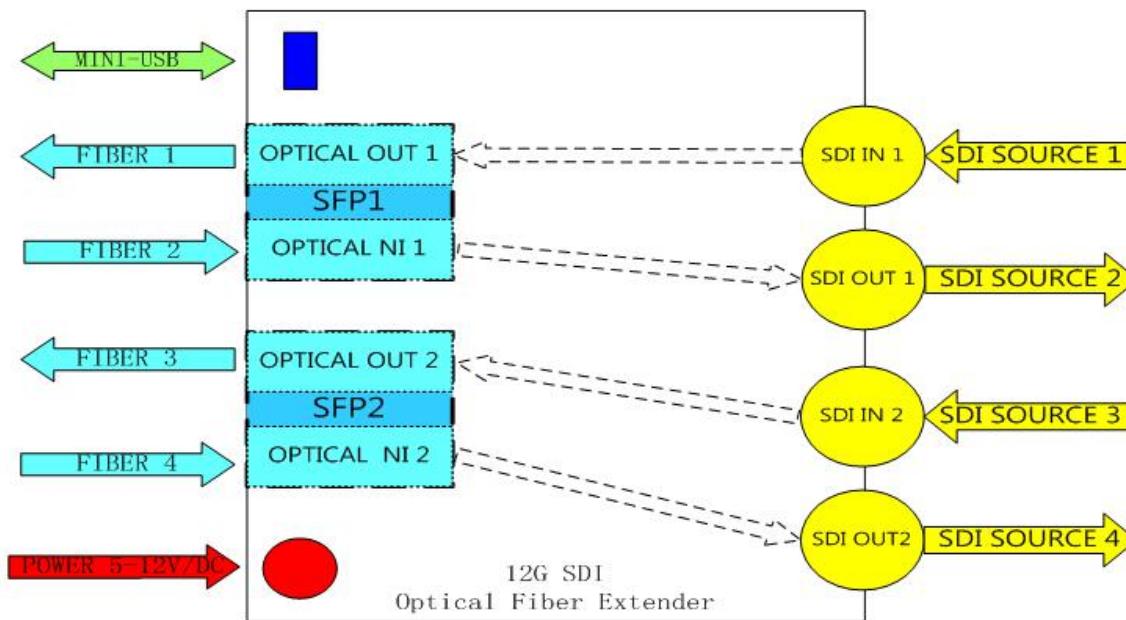 MINI-USB
FIBER 1
OPTICAL OUT 1
SDI IN 1
SDI SOURCE 1
SFP1
FIBER 2
OPTICAL NI 1
SDI OUT 1
SDI SOURCE 2
FIBER 3
OPTICAL OUT 2
SFP2
SDI IN 2
SDI SOURCE 3
FIBER 4
OPTICAL NI 2
SDI OUT2
SDI SOURCE 4
POWER 5-12V/DC
12G SDI
Optical Fiber Extender